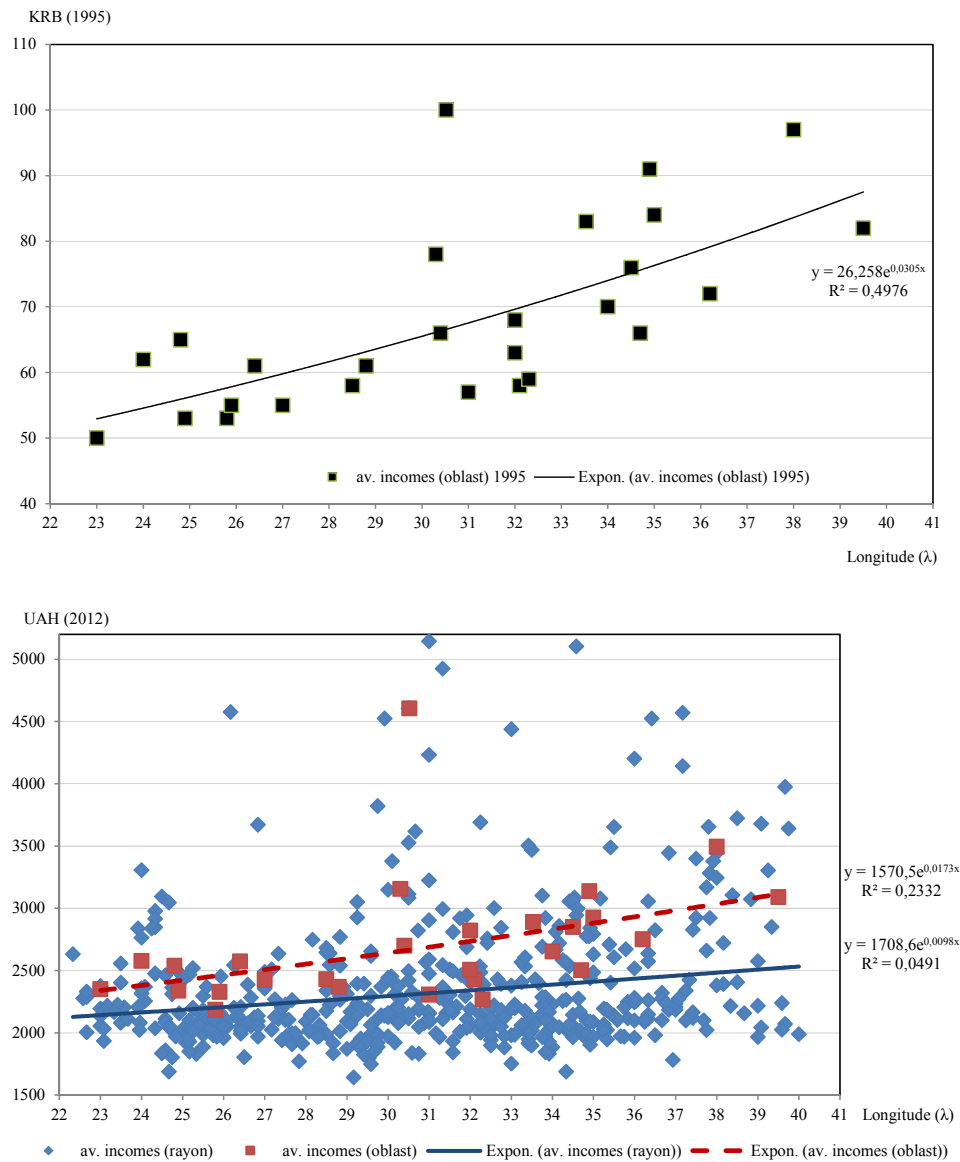 KRB (1995)
110
100
90
80
70
60
50
40
y = 26,258e^0,0305x
R² = 0,4976
av. incomes (oblast) 1995 Expon. (av. incomes (oblast) 1995)
22 23 24 25 26 27 28 29 30 31 32 33 34 35 36 37 38 39 40 41
Longitude (λ)
UAH (2012)
5000
4500
4000
3500
3000
2500
2000
1500
y = 1570,5e^0,0173x
R² = 0,2332
y = 1708,6e^0,0098x
R² = 0,0491
22 23 24 25 26 27 28 29 30 31 32 33 34 35 36 37 38 39 40 41 Longitude (λ)
av. incomes (rayon) av. incomes (oblast) Expon. (av. incomes (rayon)) Expon. (av. incomes (oblast))